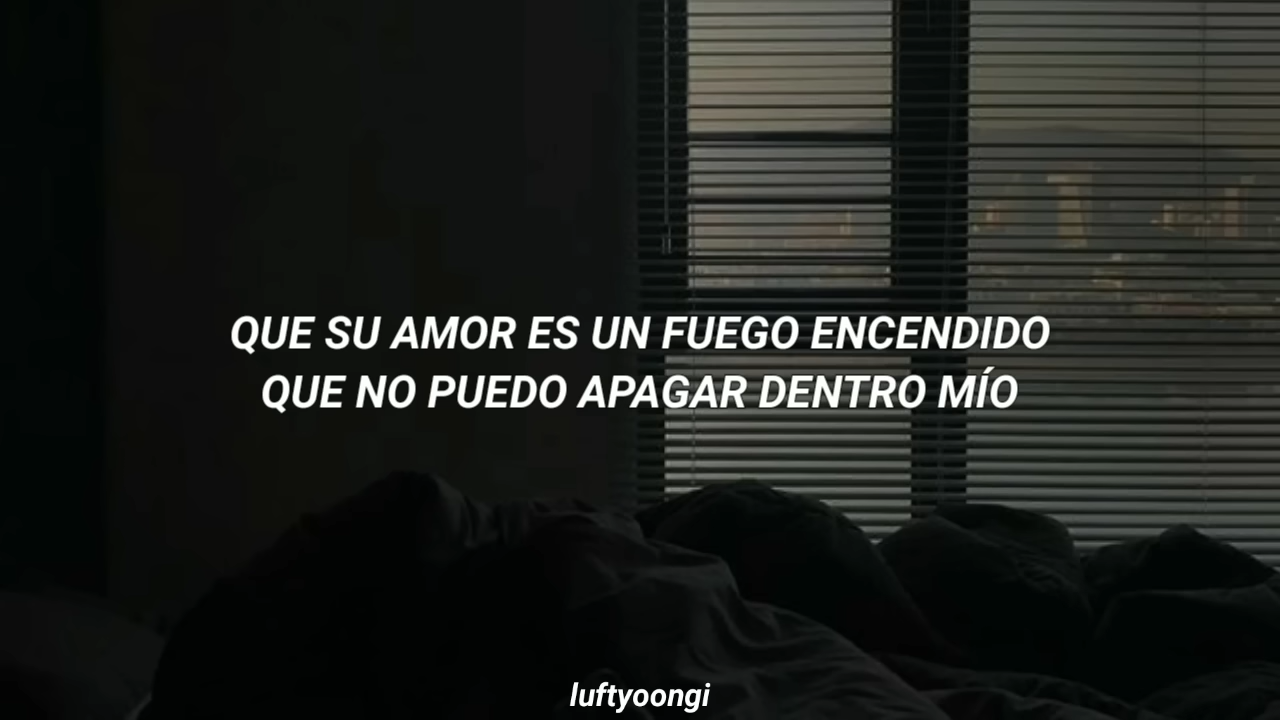 QUE SU AMOR ES UN FUEGO ENCENDIDO
QUE NO PUEDO APAGAR DENTRO MÍO
luftyoongi